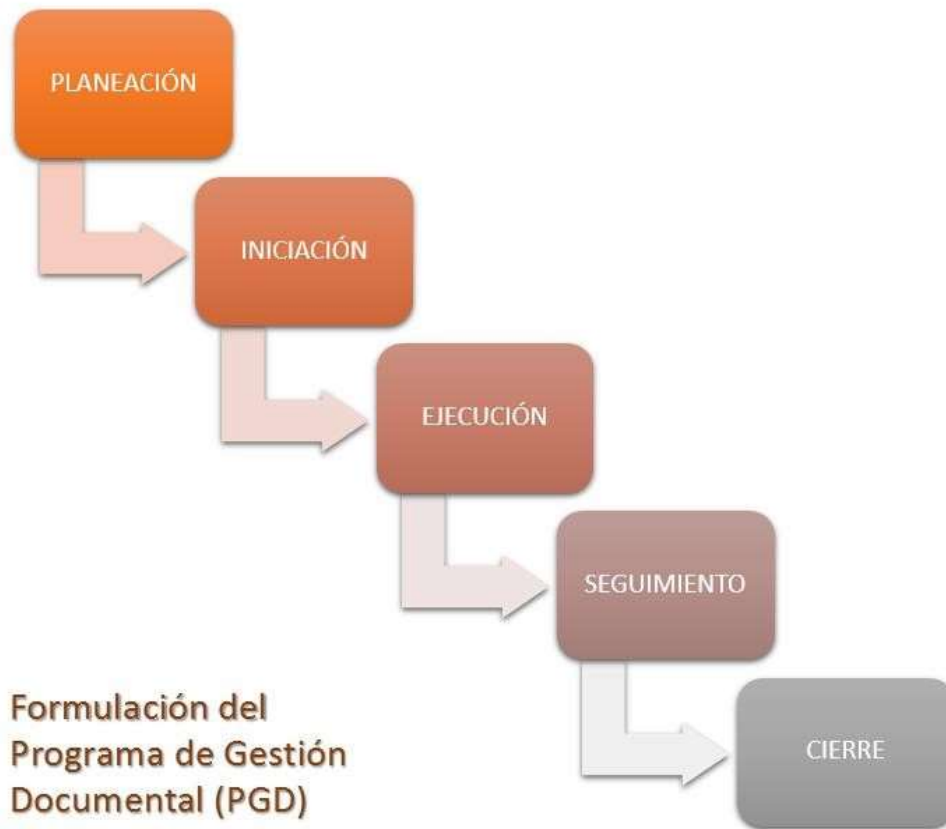 PLANEACIÓN
INICIACIÓN
EJECUCIÓN
SEGUIMIENTO
CIERRE
Formulación del
Programa de Gestión
Documental (PGD)